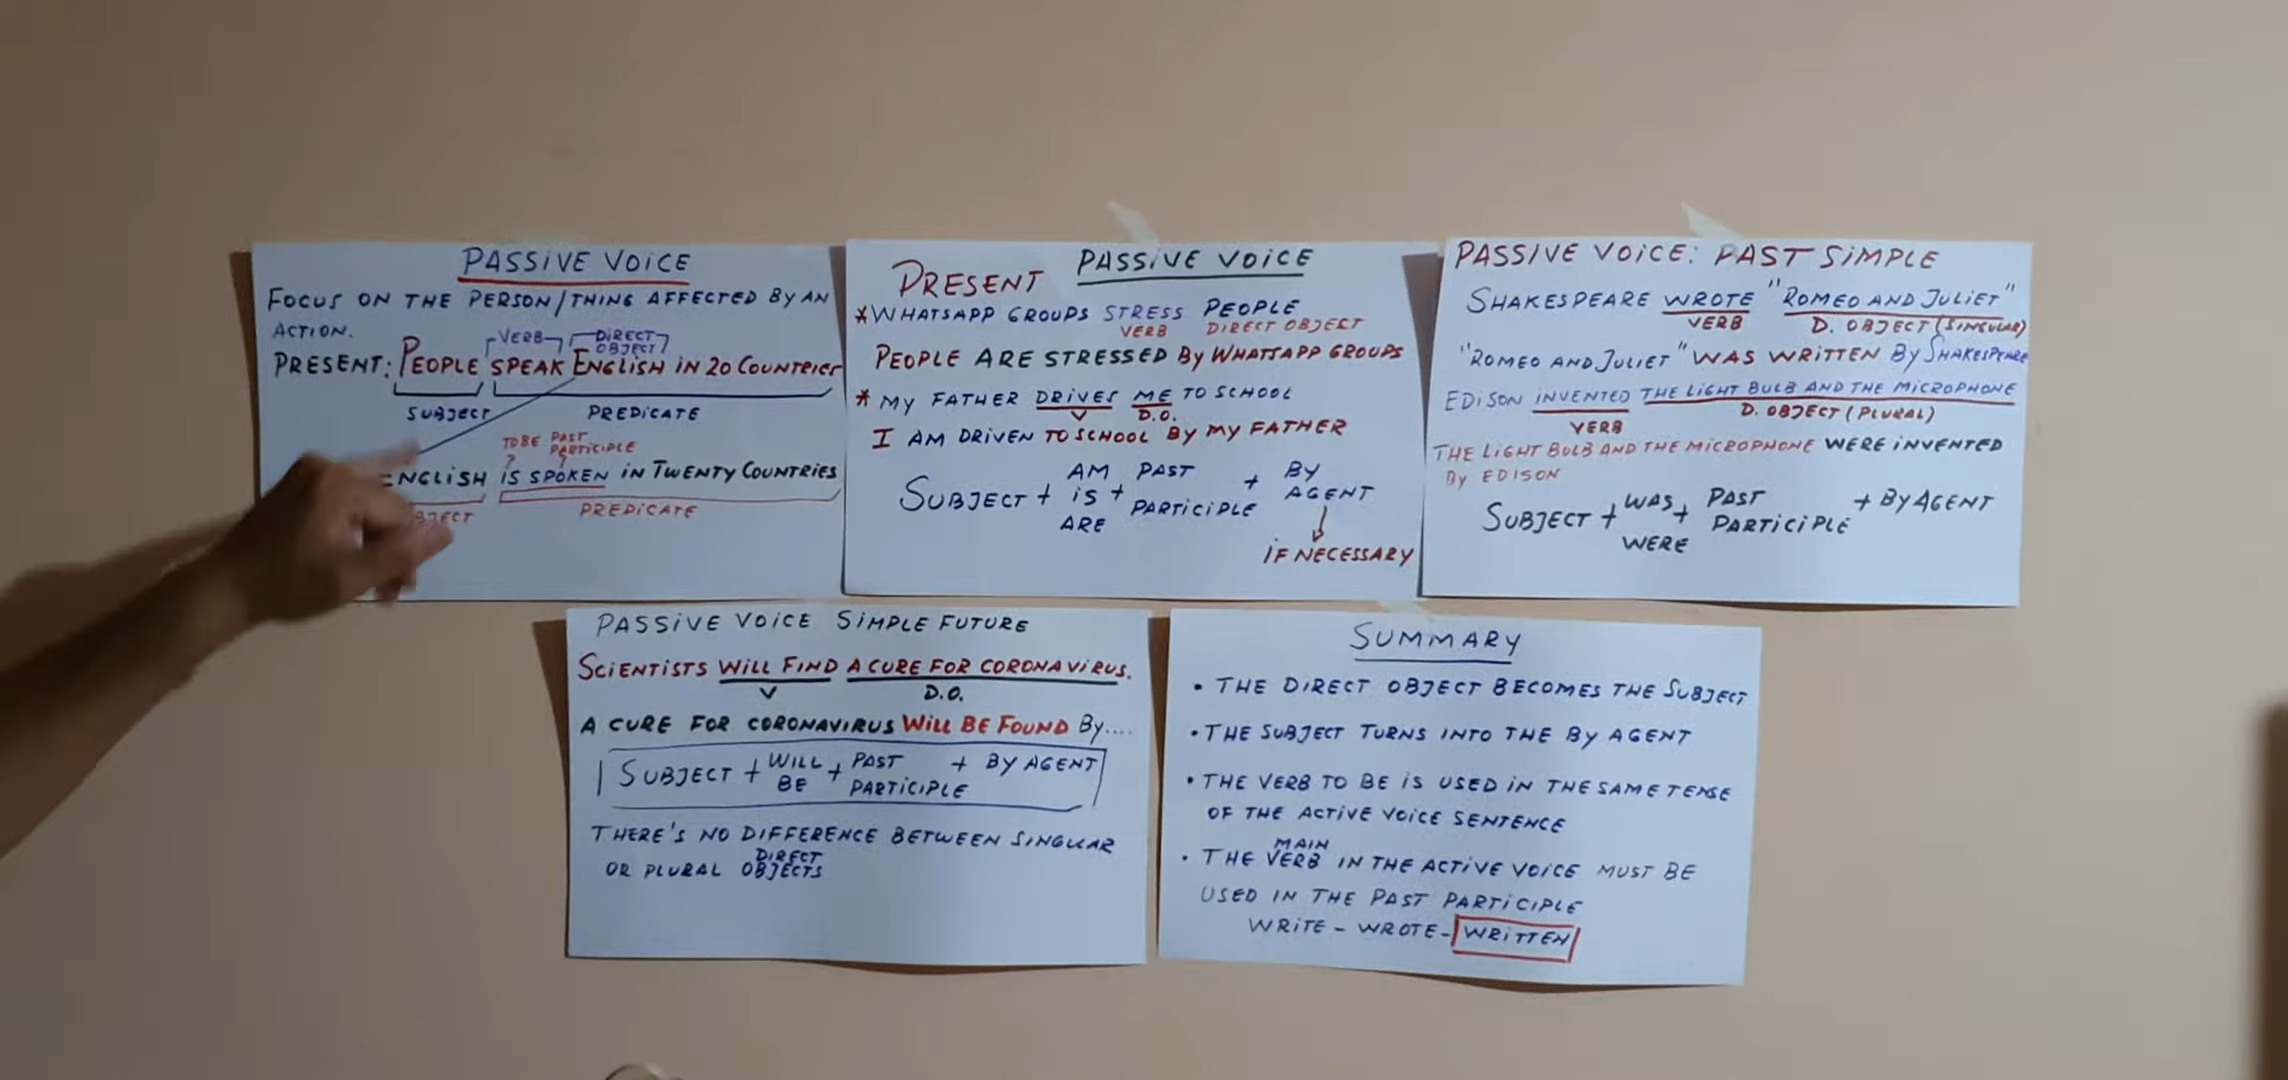 PASSIVE VOICE
FOCUS ON THE PERSON/THING AFFECTED BY AN
ACTION.
VERB DIRECT OBJECT
PRESENT: PEOPLE SPEAK ENGLISH IN 20 COUNTRIES
SUBJECT PREDICATE
TO BE PAST PARTICIPLE
ENGLISH IS SPOKEN IN TWENTY COUNTRIES
PREDICATE
PASSIVE VOICE
PRESENT
*WHATSAPP GROUPS STRESS PEOPLE
VERB DIRECT OBJECT
PEOPLE ARE STRESSED BY WHATSAPP GROUPS
* MY FATHER DRIVES ME TO SCHOOL
V D.O.
I AM DRIVEN TO SCHOOL BY MY FATHER
SUBJECT + AM IS ARE + PAST PARTICIPLE + BY AGENT
IF NECESSARY
PASSIVE VOICE: PAST SIMPLE
SHAKESPEARE WROTE "ROMEO AND JULIET"
VERB D. OBJECT (SINGULAR)
"ROMEO AND JULIET" WAS WRITTEN BY SHAKESPEARE
EDISON INVENTED THE LIGHT BULB AND THE MICROPHONE
VERB D. OBJECT (PLURAL)
THE LIGHT BULB AND THE MICROPHONE WERE INVENTED
BY EDISON
SUBJECT + WAS WERE + PAST PARTICIPLE + BY AGENT
PASSIVE VOICE SIMPLE FUTURE
SCIENTISTS WILL FIND A CURE FOR CORONAVIRUS.
V D.O.
A CURE FOR CORONAVIRUS WILL BE FOUND BY....
SUBJECT + WILL BE + PAST PARTICIPLE + BY AGENT
THERE'S NO DIFFERENCE BETWEEN SINGULAR
OR PLURAL DIRECT OBJECTS
SUMMARY
• THE DIRECT OBJECT BECOMES THE SUBJECT
• THE SUBJECT TURNS INTO THE BY AGENT
• THE VERB TO BE IS USED IN THE SAME TENSE
OF THE ACTIVE VOICE SENTENCE
• THE MAIN VERB IN THE ACTIVE VOICE MUST BE
USED IN THE PAST PARTICIPLE
WRITE - WROTE - WRITTEN